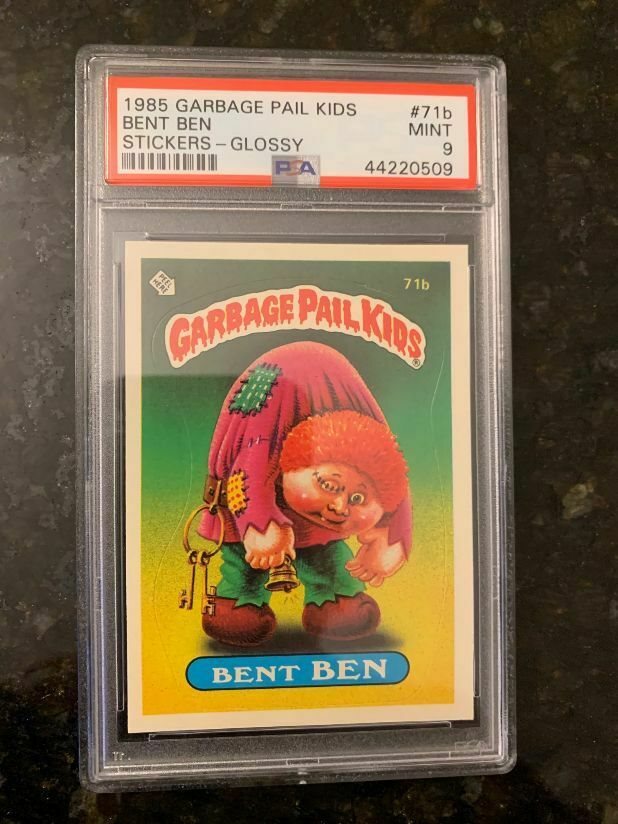 1985 GARBAGE PAIL KIDS #71b
BENT BEN MINT
STICKERS – GLOSSY 9
PSA 44220509
PEEL HERE
71b
GARBAGE PAIL KIDS®
BENT BEN